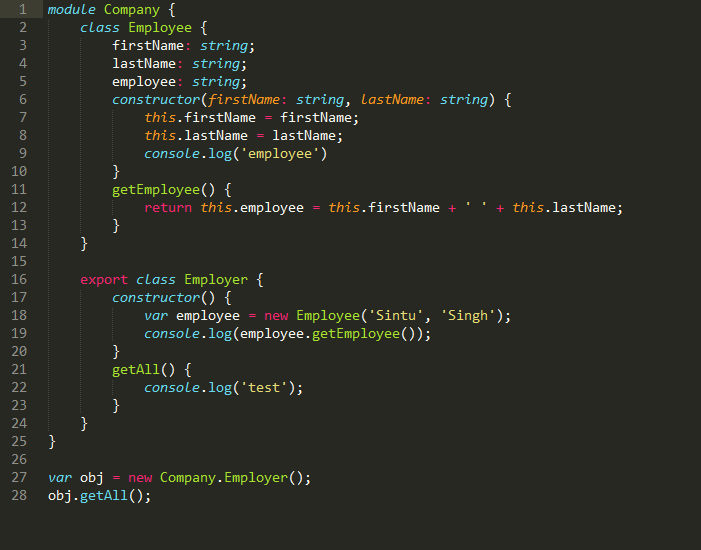 1 module Company {
2     class Employee {
3         firstName: string;
4         lastName: string;
5         employee: string;
6         constructor(firstName: string, lastName: string) {
7             this.firstName = firstName;
8             this.lastName = lastName;
9             console.log('employee')
10         }
11         getEmployee() {
12             return this.employee = this.firstName + ' ' + this.lastName;
13         }
14     }
15
16     export class Employer {
17         constructor() {
18             var employee = new Employee('Sintu', 'Singh');
19             console.log(employee.getEmployee());
20         }
21         getAll() {
22             console.log('test');
23         }
24     }
25 }
26
27 var obj = new Company.Employer();
28 obj.getAll();